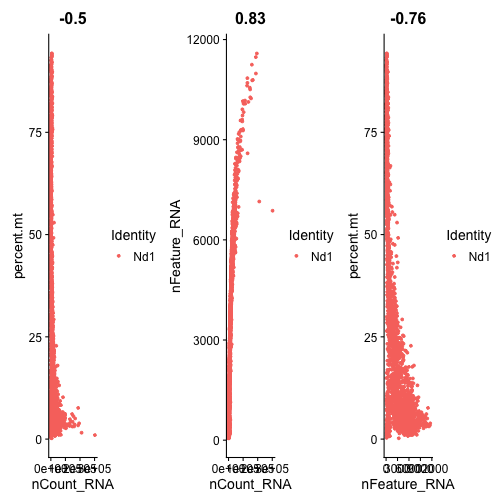 -0.5
percent.mt
75
50
25
0
nCount_RNA
Identity
Nd1
0.83
nFeature_RNA
12000
9000
6000
3000
0
nCount_RNA
Identity
Nd1
-0.76
percent.mt
75
50
25
0
nFeature_RNA
Identity
Nd1